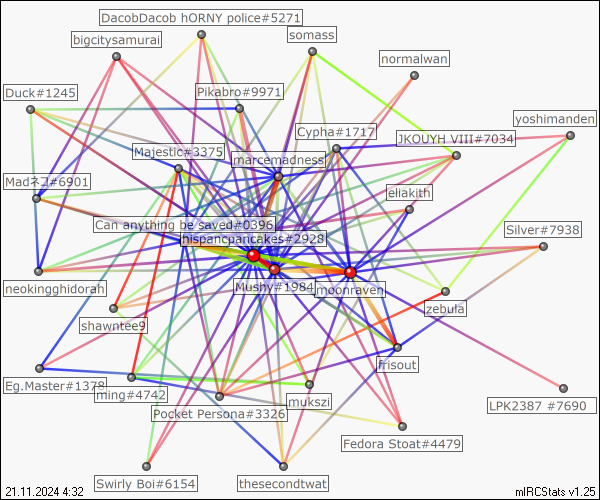 DacobDacob hORNY police#5271
somass
bigcitysamurai
normalwan
Duck#1245
Pikabro#9971
yoshimanden
Cypha#1717
JKOUYH VIII#7034
Majestic#3375
marcemadness
Madネコ#6901
eliakith
Can anything be saved#0396
Silver#7938
hispancpancakes#2928
neokingghidorah
Mushy#1984
moonraven
zebula
shawntee9
frisout
Eg.Master#1378
ming#4742
mukszi
LPK2387 #7690
Pocket Persona#3326
Fedora Stoat#4479
Swirly Boi#6154
thesecondtwat
21.11.2024 4:32
mIRCStats v1.25